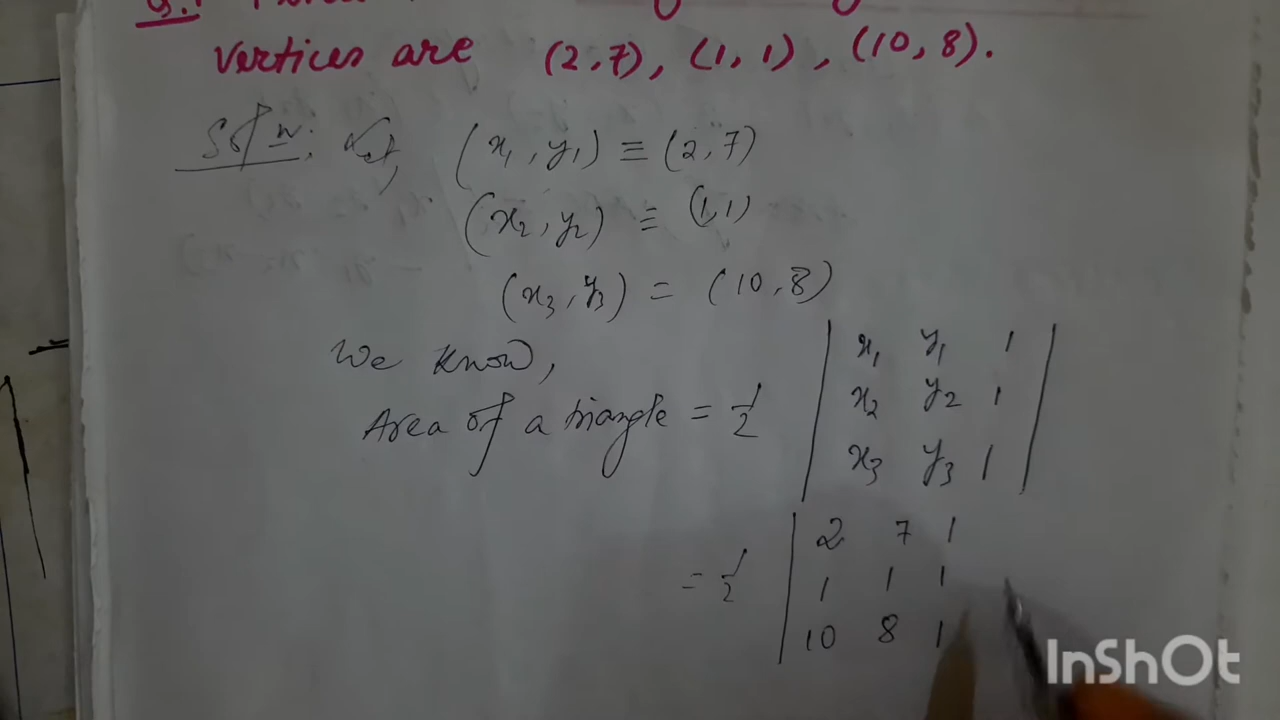 Q.1
vertices are (2,7), (1,1), (10,8).
Sol n: Let, (x₁, y₁) ≡ (2,7)
(x₂, y₂) ≡ (1,1)
(x₃, y₃) = (10,8)
We know,
Area of a triangle = 1/2 | x₁ y₁ 1 |
| x₂ y₂ 1 |
| x₃ y₃ 1 |
= 1/2 | 2 7 1
| 1 1 1
| 10 8 1
InShOt